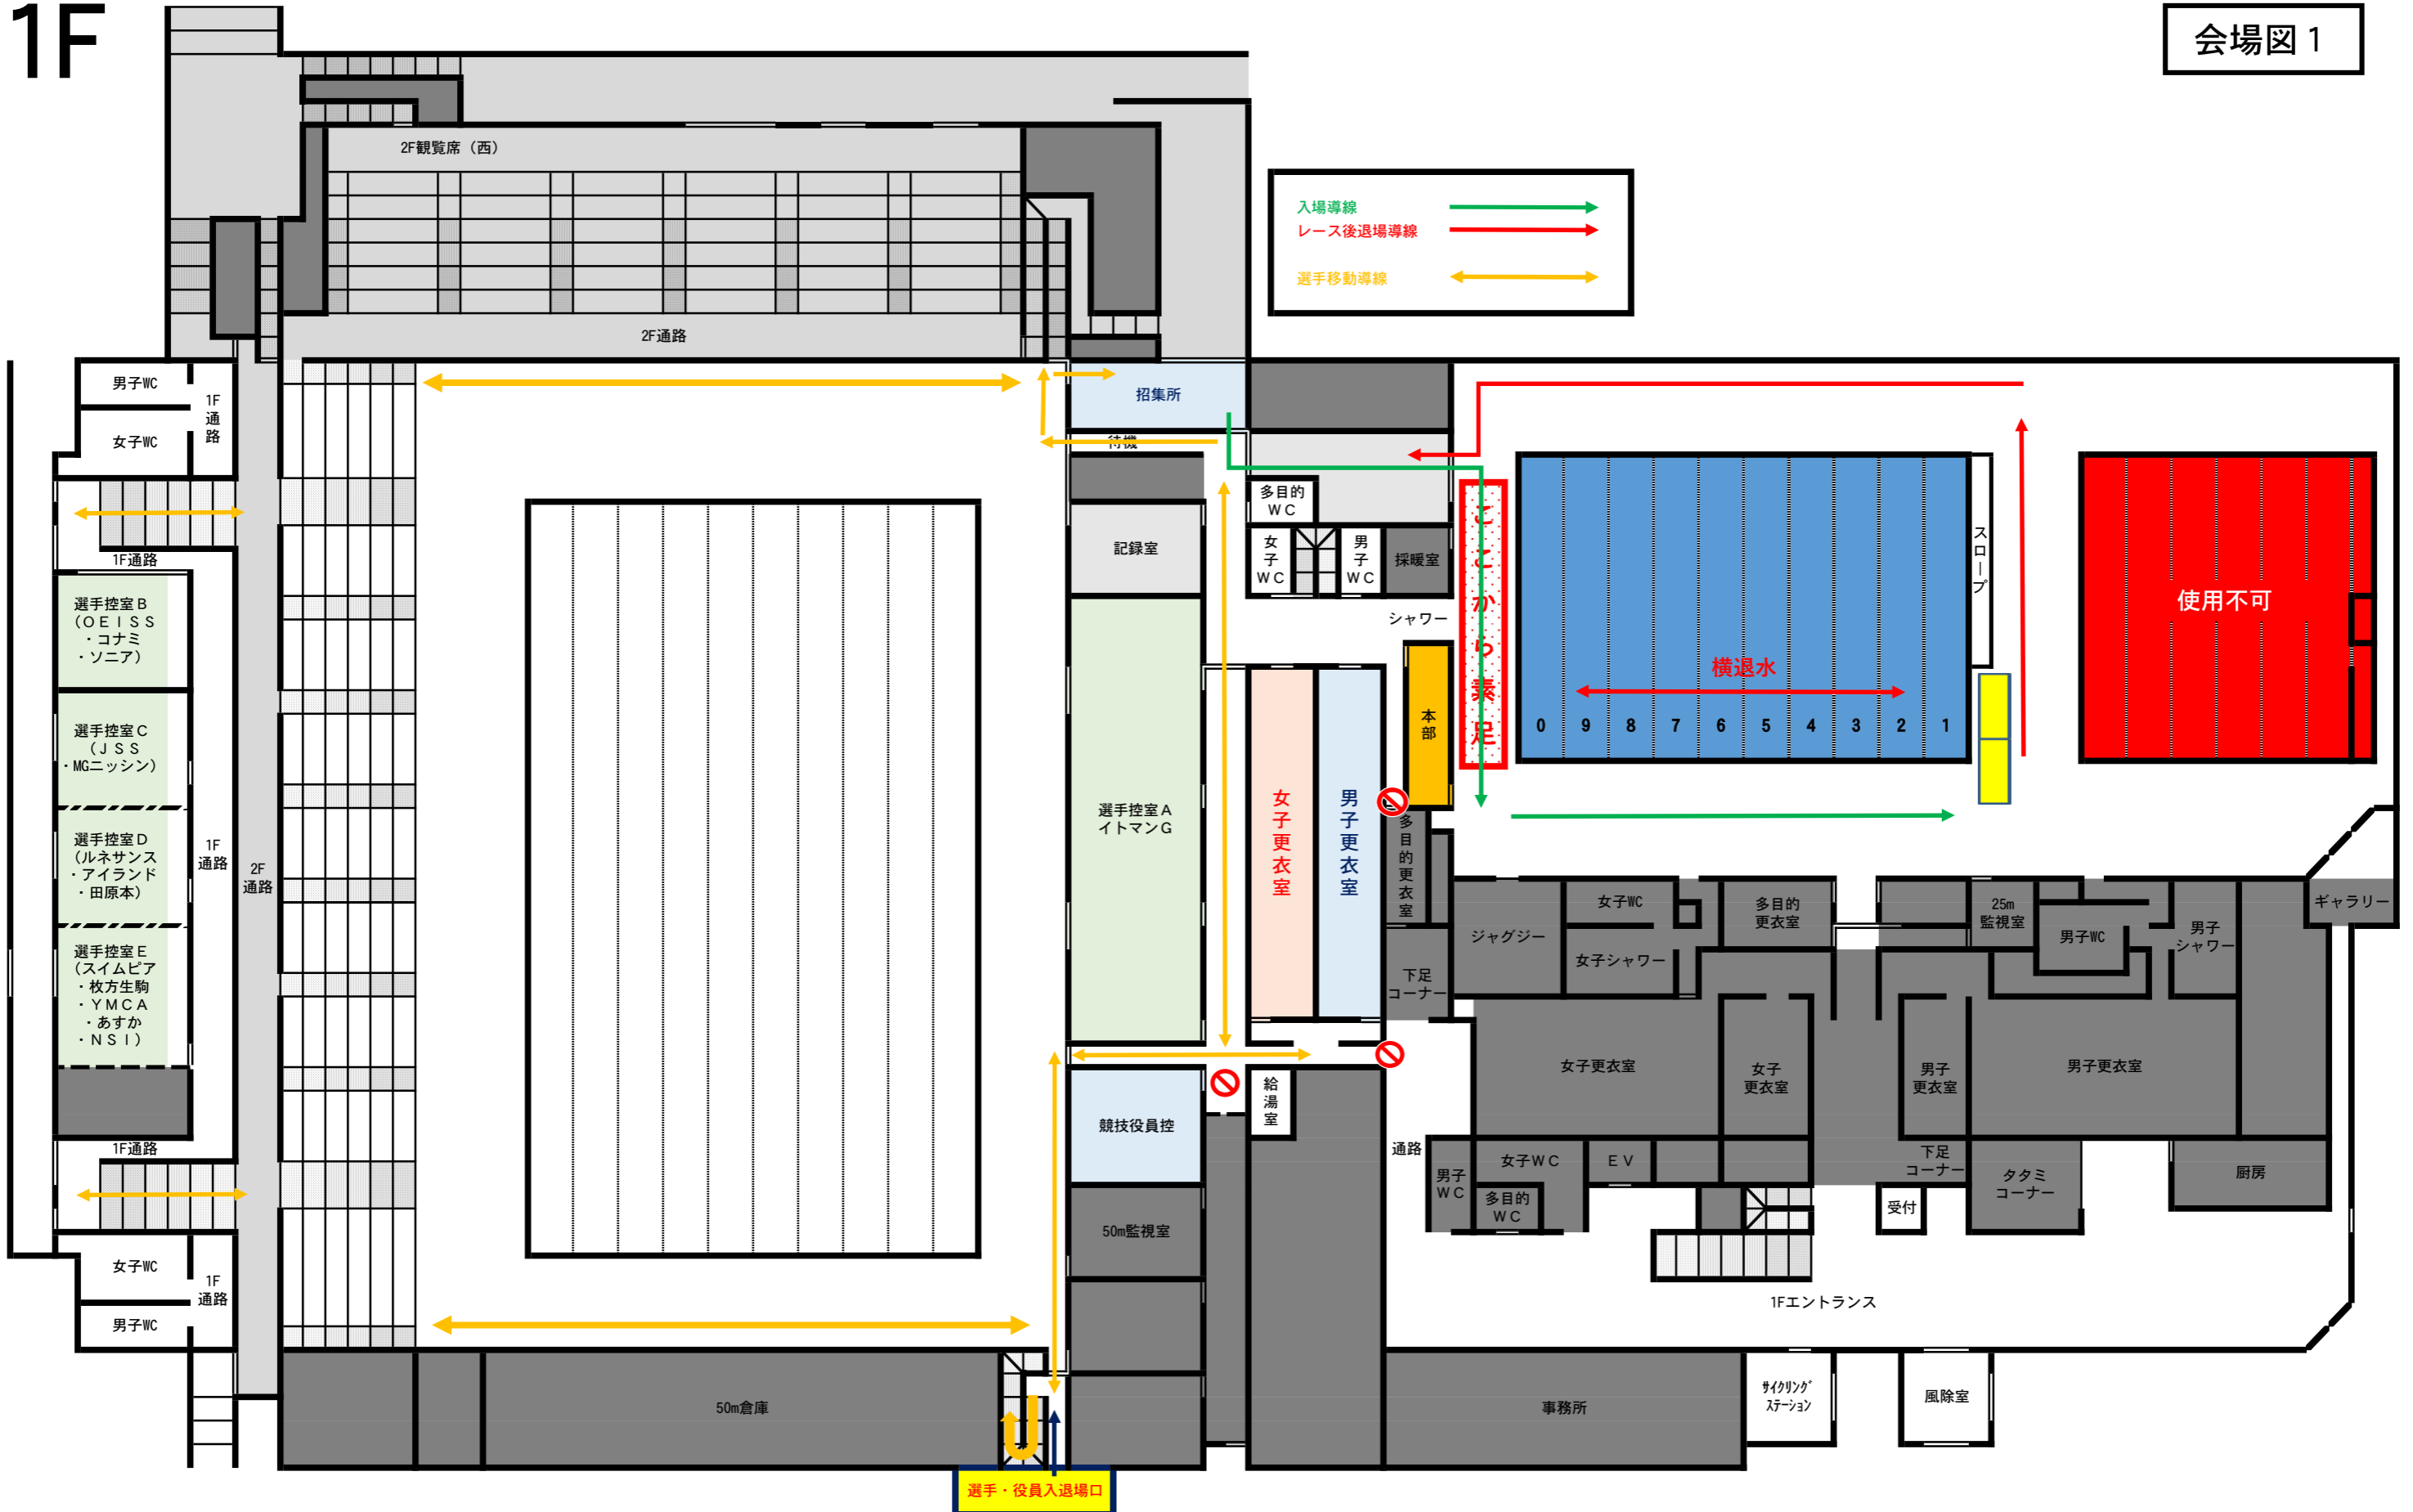 1F
会場図1
2F観覧席（西）
入場導線
レース後退場導線
選手移動導線
2F通路
男子WC
女子WC
1F
通
路
招集所
待機
多目的
ＷＣ
女
子
ＷＣ
男
子
ＷＣ
採暖室
シャワー
記録室
1F通路
選手控室Ｂ
（ＯＥＩＳＳ
・コナミ
・ソニア）
選手控室Ｃ
（ＪＳＳ
・MGニッシン）
選手控室Ｄ
（ルネサンス
・アイランド
・田原本）
選手控室Ｅ
（スイムピア
・枚方生駒
・ＹＭＣＡ
・あすか
・ＮＳＩ）
1F
通路
2F
通路
選手控室Ａ
イトマンＧ
女
子
更
衣
室
男
子
更
衣
室
本
部
ここから素足
スロープ
横退水
0 9 8 7 6 5 4 3 2 1
使用不可
多
目
的
更
衣
室
下足
コーナー
ジャグジー
女子WC
女子シャワー
多目的
更衣室
25m
監視室
男子WC
男子
シャワー
ギャラリー
女子更衣室
女子
更衣室
男子
更衣室
男子更衣室
給
湯
室
競技役員控
50m監視室
通路
男子
ＷＣ
女子ＷＣ
多目的
ＷＣ
ＥＶ
下足
コーナー
受付
タタミ
コーナー
厨房
1F通路
女子WC
男子WC
1F
通路
1Fエントランス
50m倉庫
事務所
ｻｲｸﾘﾝｸﾞ
ｽﾃｰｼｮﾝ
風除室
選手・役員入退場口